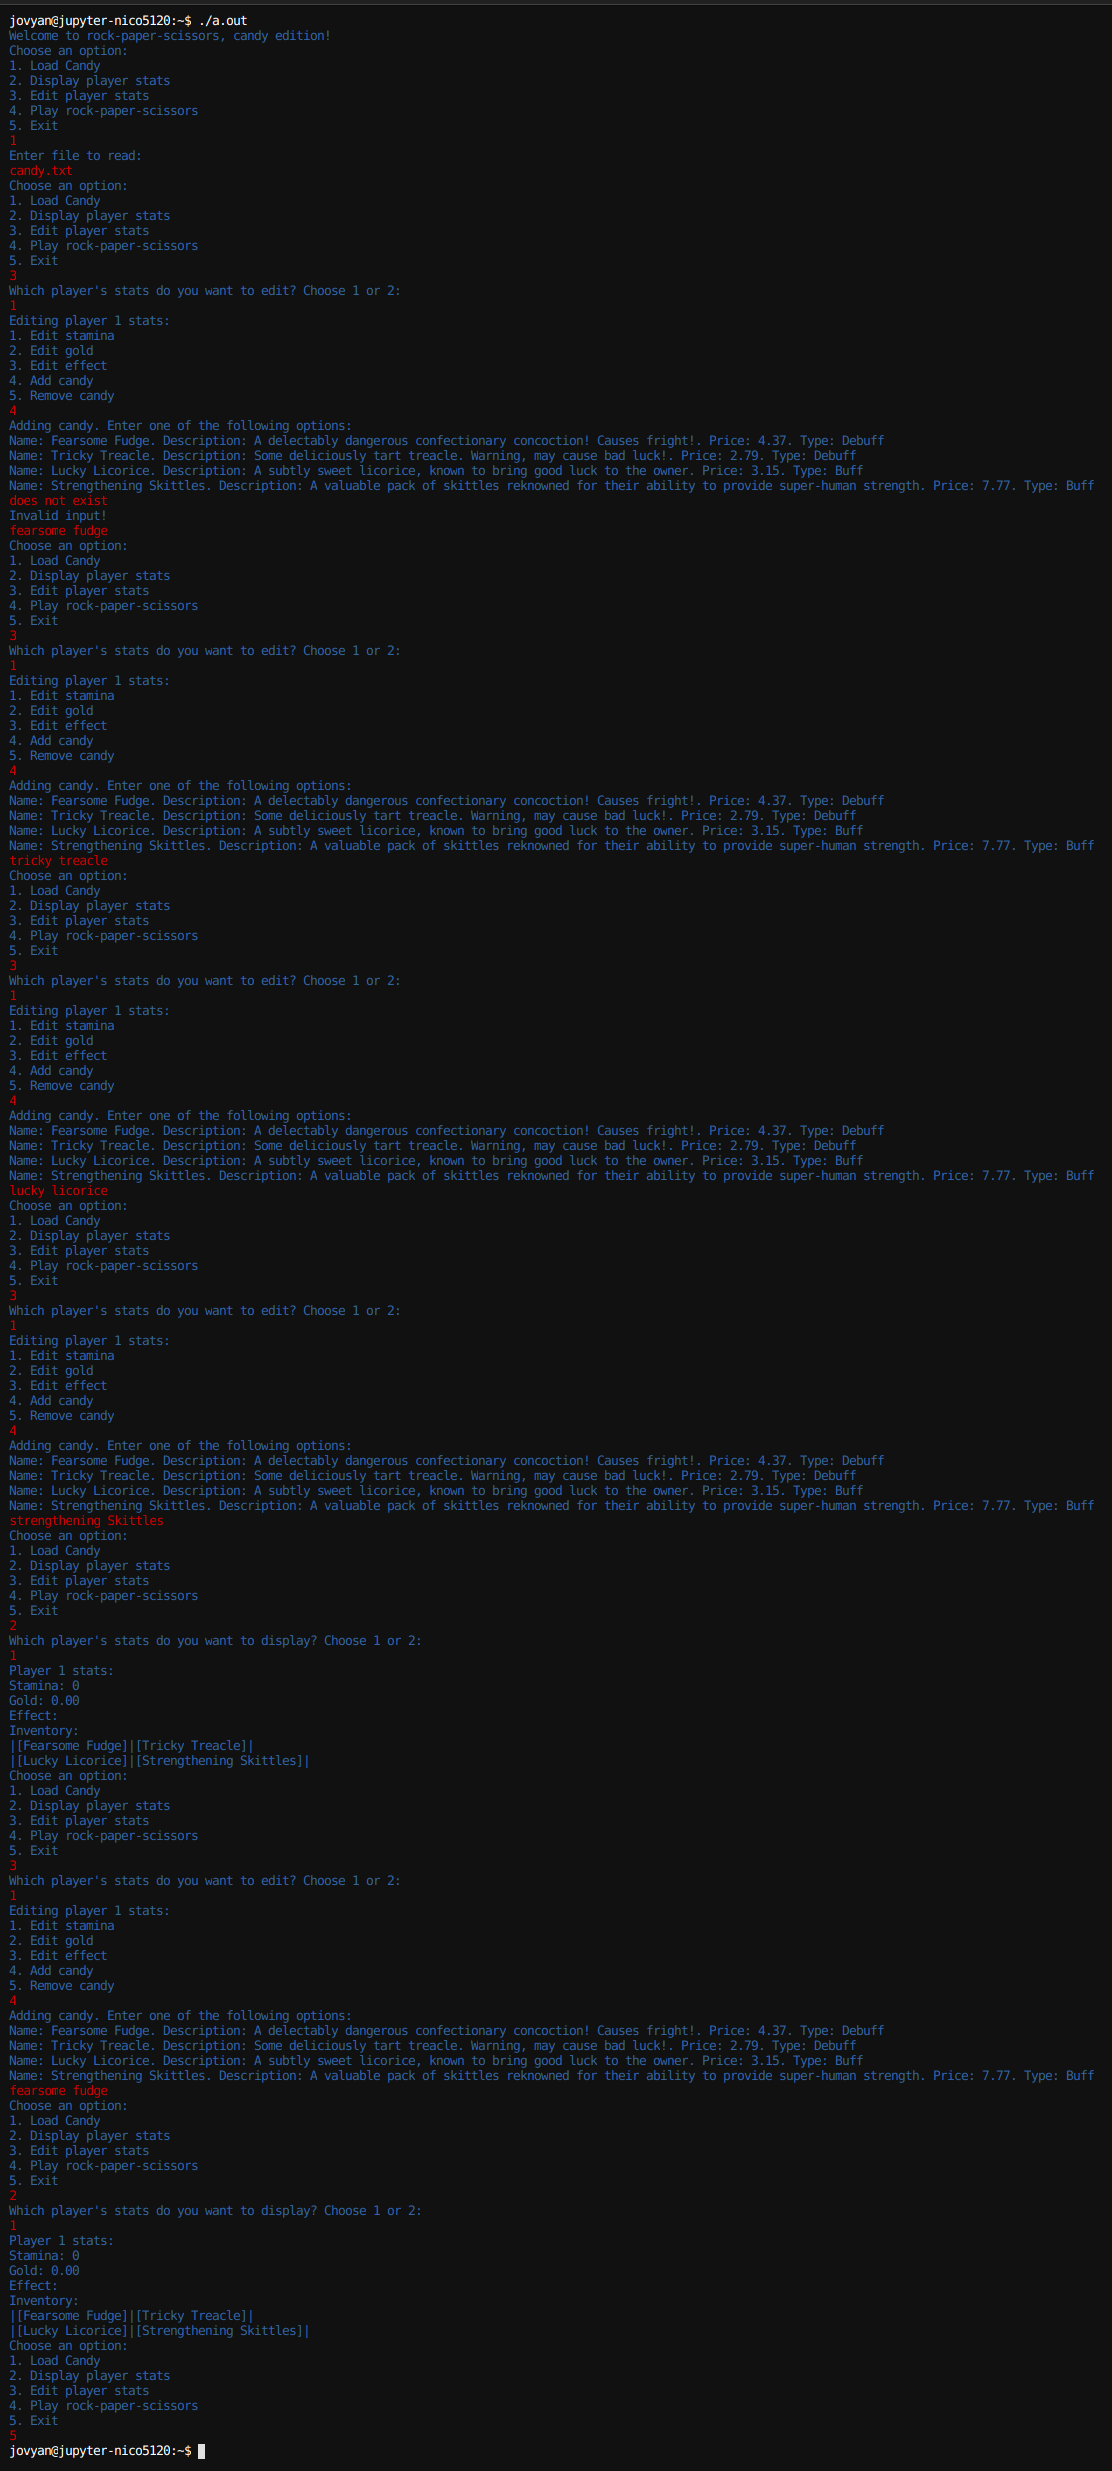 jovyan@jupyter-nico5120:~$ ./a.out
Welcome to rock-paper-scissors, candy edition!
Choose an option:
1. Load Candy
2. Display player stats
3. Edit player stats
4. Play rock-paper-scissors
5. Exit
1
Enter file to read:
candy.txt
Choose an option:
1. Load Candy
2. Display player stats
3. Edit player stats
4. Play rock-paper-scissors
5. Exit
3
Which player's stats do you want to edit? Choose 1 or 2:
1
Editing player 1 stats:
1. Edit stamina
2. Edit gold
3. Edit effect
4. Add candy
5. Remove candy
4
Adding candy. Enter one of the following options:
Name: Fearsome Fudge. Description: A delectably dangerous confectionary concoction! Causes fright!. Price: 4.37. Type: Debuff
Name: Tricky Treacle. Description: Some deliciously tart treacle. Warning, may cause bad luck!. Price: 2.79. Type: Debuff
Name: Lucky Licorice. Description: A subtly sweet licorice, known to bring good luck to the owner. Price: 3.15. Type: Buff
Name: Strengthening Skittles. Description: A valuable pack of skittles reknowned for their ability to provide super-human strength. Price: 7.77. Type: Buff
does not exist
Invalid input!
fearsome fudge
Choose an option:
1. Load Candy
2. Display player stats
3. Edit player stats
4. Play rock-paper-scissors
5. Exit
3
Which player's stats do you want to edit? Choose 1 or 2:
1
Editing player 1 stats:
1. Edit stamina
2. Edit gold
3. Edit effect
4. Add candy
5. Remove candy
4
Adding candy. Enter one of the following options:
Name: Fearsome Fudge. Description: A delectably dangerous confectionary concoction! Causes fright!. Price: 4.37. Type: Debuff
Name: Tricky Treacle. Description: Some deliciously tart treacle. Warning, may cause bad luck!. Price: 2.79. Type: Debuff
Name: Lucky Licorice. Description: A subtly sweet licorice, known to bring good luck to the owner. Price: 3.15. Type: Buff
Name: Strengthening Skittles. Description: A valuable pack of skittles reknowned for their ability to provide super-human strength. Price: 7.77. Type: Buff
tricky treacle
Choose an option:
1. Load Candy
2. Display player stats
3. Edit player stats
4. Play rock-paper-scissors
5. Exit
3
Which player's stats do you want to edit? Choose 1 or 2:
1
Editing player 1 stats:
1. Edit stamina
2. Edit gold
3. Edit effect
4. Add candy
5. Remove candy
4
Adding candy. Enter one of the following options:
Name: Fearsome Fudge. Description: A delectably dangerous confectionary concoction! Causes fright!. Price: 4.37. Type: Debuff
Name: Tricky Treacle. Description: Some deliciously tart treacle. Warning, may cause bad luck!. Price: 2.79. Type: Debuff
Name: Lucky Licorice. Description: A subtly sweet licorice, known to bring good luck to the owner. Price: 3.15. Type: Buff
Name: Strengthening Skittles. Description: A valuable pack of skittles reknowned for their ability to provide super-human strength. Price: 7.77. Type: Buff
lucky licorice
Choose an option:
1. Load Candy
2. Display player stats
3. Edit player stats
4. Play rock-paper-scissors
5. Exit
3
Which player's stats do you want to edit? Choose 1 or 2:
1
Editing player 1 stats:
1. Edit stamina
2. Edit gold
3. Edit effect
4. Add candy
5. Remove candy
4
Adding candy. Enter one of the following options:
Name: Fearsome Fudge. Description: A delectably dangerous confectionary concoction! Causes fright!. Price: 4.37. Type: Debuff
Name: Tricky Treacle. Description: Some deliciously tart treacle. Warning, may cause bad luck!. Price: 2.79. Type: Debuff
Name: Lucky Licorice. Description: A subtly sweet licorice, known to bring good luck to the owner. Price: 3.15. Type: Buff
Name: Strengthening Skittles. Description: A valuable pack of skittles reknowned for their ability to provide super-human strength. Price: 7.77. Type: Buff
strengthening Skittles
Choose an option:
1. Load Candy
2. Display player stats
3. Edit player stats
4. Play rock-paper-scissors
5. Exit
2
Which player's stats do you want to display? Choose 1 or 2:
1
Player 1 stats:
Stamina: 0
Gold: 0.00
Effect:
Inventory:
|[Fearsome Fudge]|[Tricky Treacle]|
|[Lucky Licorice]|[Strengthening Skittles]|
Choose an option:
1. Load Candy
2. Display player stats
3. Edit player stats
4. Play rock-paper-scissors
5. Exit
3
Which player's stats do you want to edit? Choose 1 or 2:
1
Editing player 1 stats:
1. Edit stamina
2. Edit gold
3. Edit effect
4. Add candy
5. Remove candy
4
Adding candy. Enter one of the following options:
Name: Fearsome Fudge. Description: A delectably dangerous confectionary concoction! Causes fright!. Price: 4.37. Type: Debuff
Name: Tricky Treacle. Description: Some deliciously tart treacle. Warning, may cause bad luck!. Price: 2.79. Type: Debuff
Name: Lucky Licorice. Description: A subtly sweet licorice, known to bring good luck to the owner. Price: 3.15. Type: Buff
Name: Strengthening Skittles. Description: A valuable pack of skittles reknowned for their ability to provide super-human strength. Price: 7.77. Type: Buff
fearsome fudge
Choose an option:
1. Load Candy
2. Display player stats
3. Edit player stats
4. Play rock-paper-scissors
5. Exit
2
Which player's stats do you want to display? Choose 1 or 2:
1
Player 1 stats:
Stamina: 0
Gold: 0.00
Effect:
Inventory:
|[Fearsome Fudge]|[Tricky Treacle]|
|[Lucky Licorice]|[Strengthening Skittles]|
Choose an option:
1. Load Candy
2. Display player stats
3. Edit player stats
4. Play rock-paper-scissors
5. Exit
5
jovyan@jupyter-nico5120:~$